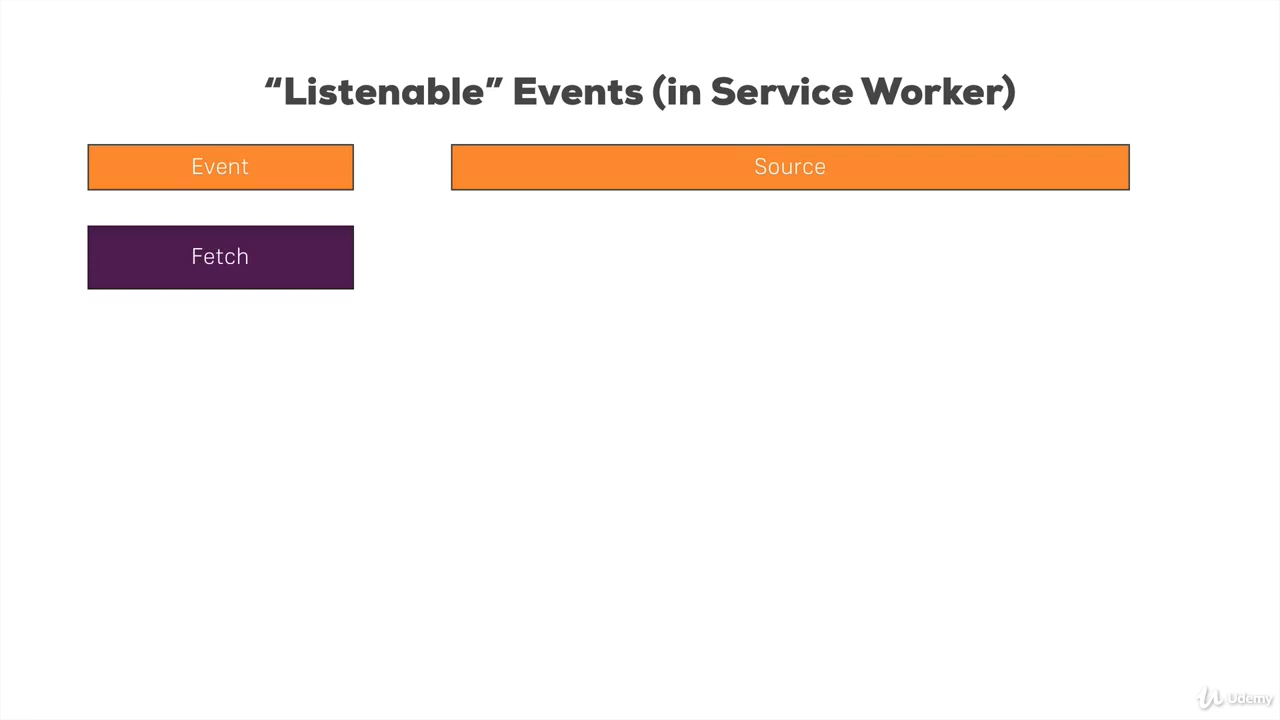 “Listenable” Events (in Service Worker)
Event
Source
Fetch
Udemy